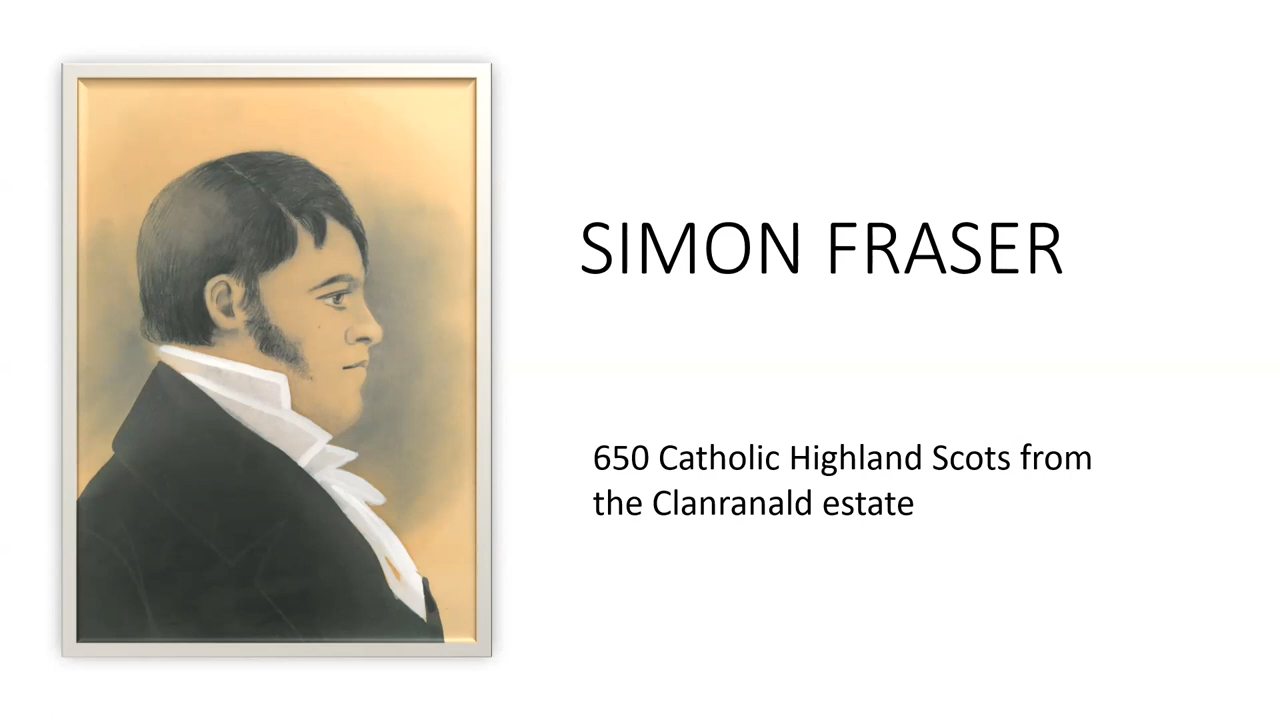 SIMON FRASER
650 Catholic Highland Scots from
the Clanranald estate